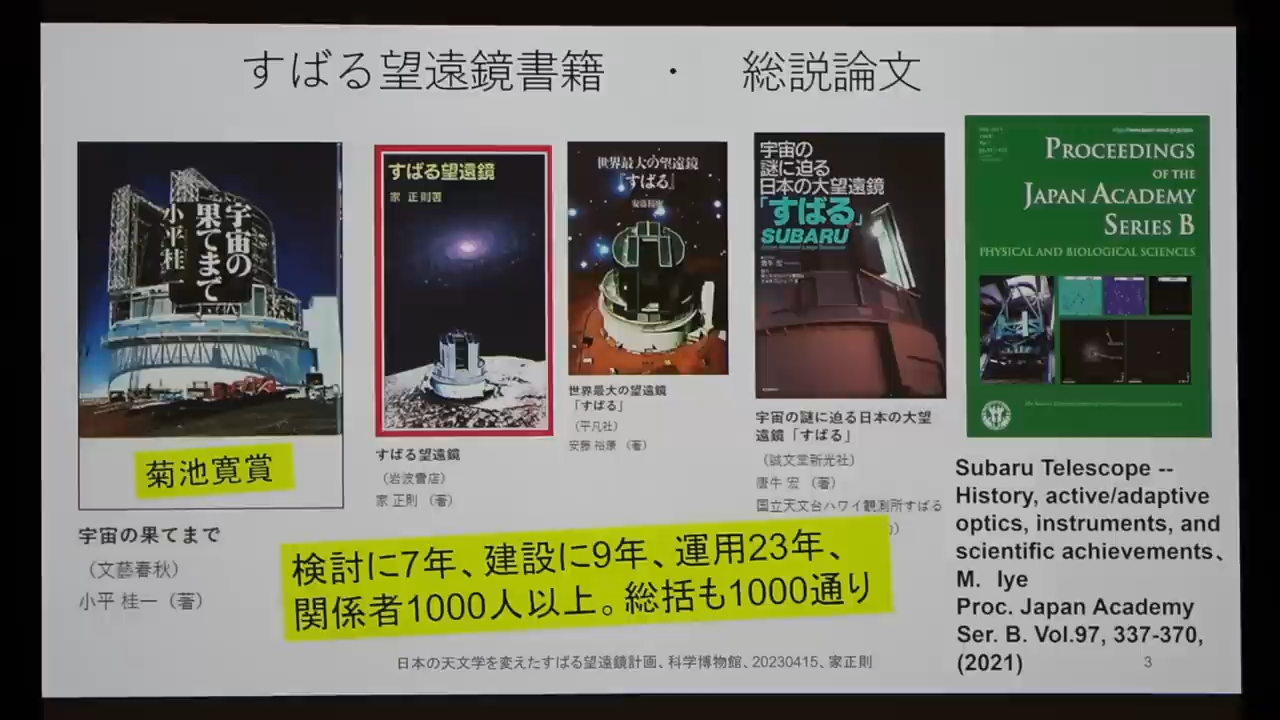 すばる望遠鏡書籍 ・ 総説論文
宇宙の
果てまで
小平桂一
菊池寛賞
宇宙の果てまで
（文藝春秋）
小平 桂一（著）
すばる望遠鏡
家 正則著
すばる望遠鏡
（岩波書店）
家 正則 （著）
世界最大の望遠鏡
『すばる』
安藤裕康
世界最大の望遠鏡
「すばる」
（平凡社）
安藤 裕康 （著）
宇宙の
謎に迫る
日本の大望遠鏡
「すばる」
SUBARU
宇宙の謎に迫る日本の大望
遠鏡「すばる」
（誠文堂新光社）
唐牛 宏 （著）
国立天文台ハワイ観測所すばる
PROCEEDINGS
OF THE
JAPAN ACADEMY
SERIES B
PHYSICAL AND BIOLOGICAL SCIENCES
Subaru Telescope --
History, active/adaptive
optics, instruments, and
scientific achievements、
M. Iye
Proc. Japan Academy
Ser. B. Vol.97, 337-370,
(2021)
検討に7年、建設に9年、運用23年、
関係者1000人以上。総括も1000通り
日本の天文学を変えたすばる望遠鏡計画、科学博物館、20230415、家正則
3